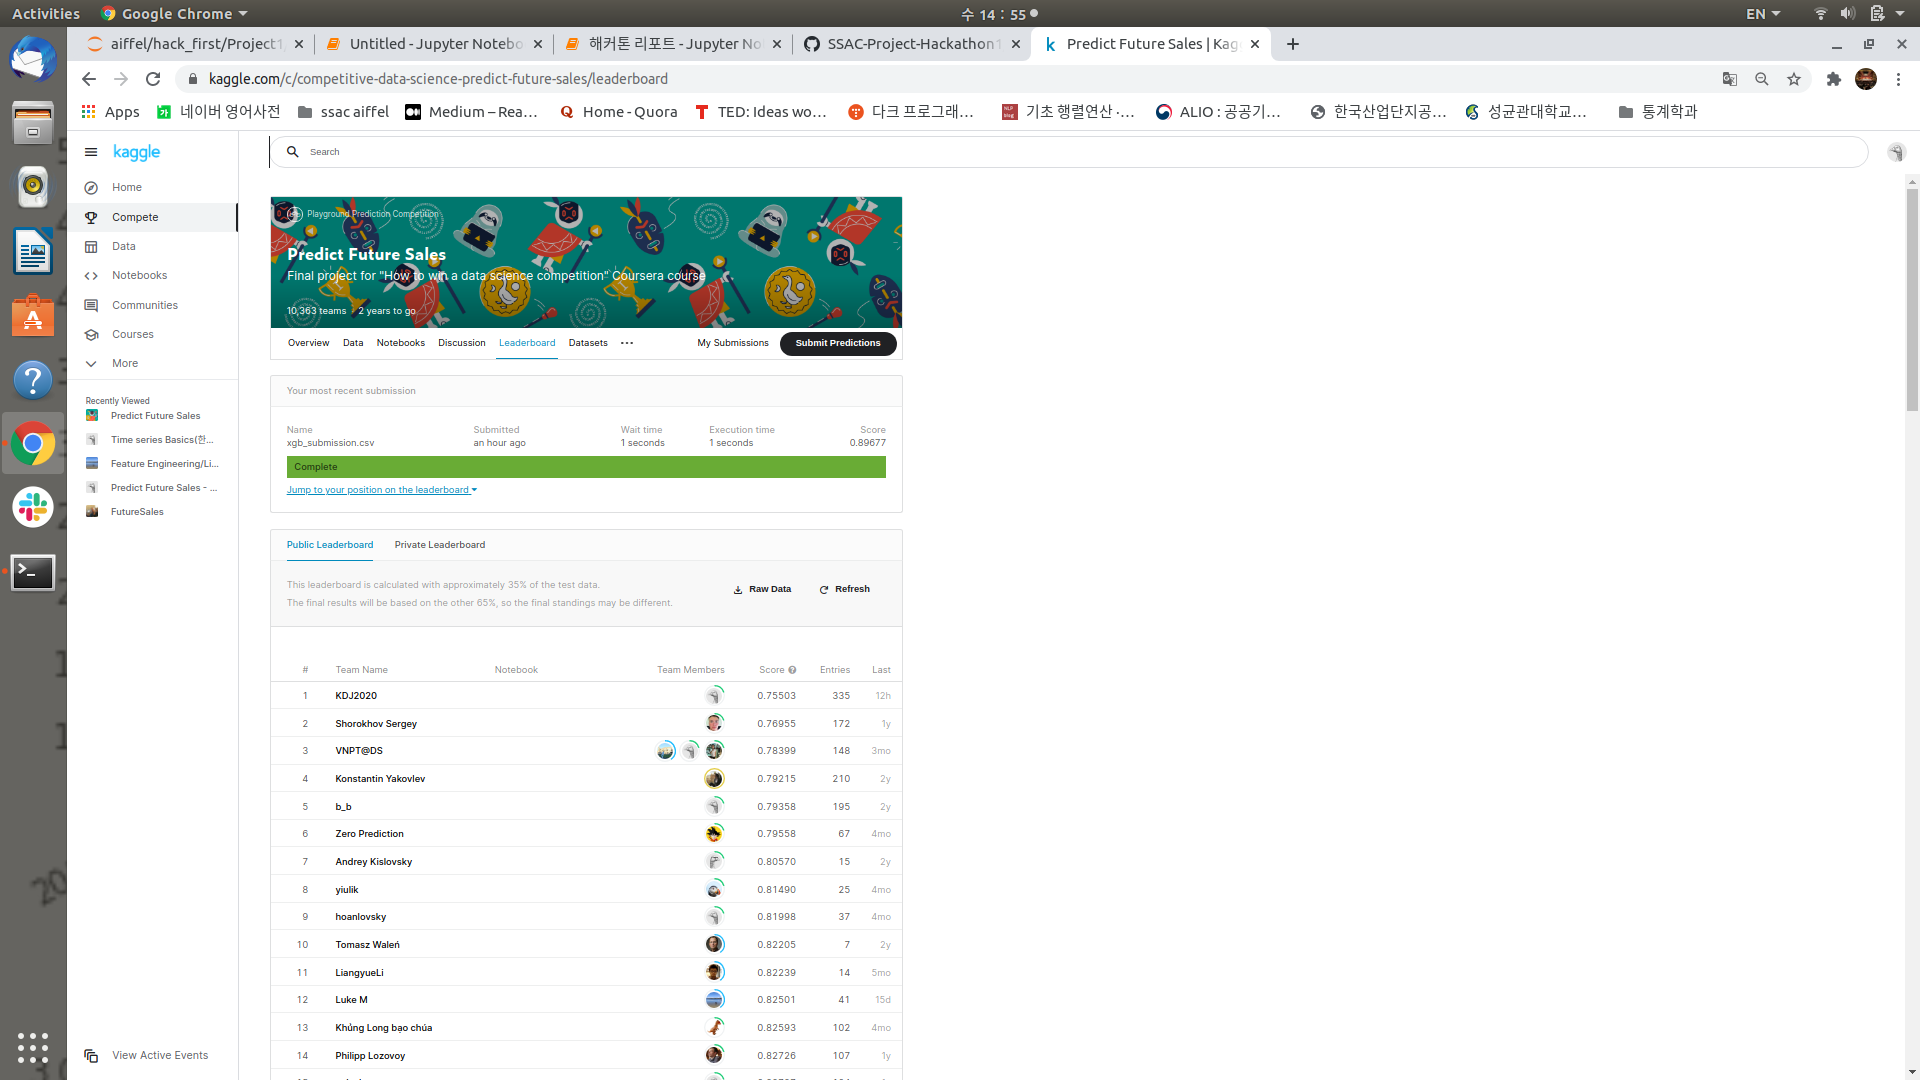 Activities
Google Chrome
수 14 : 55
EN
aiffel/hack_first/Project1
Untitled - Jupyter Notebo
해커톤 리포트 - Jupyter No
SSAC-Project-Hackathon1
Predict Future Sales | Kag
kaggle.com/c/competitive-data-science-predict-future-sales/leaderboard
Apps
네이버 영어사전
ssac aiffel
Medium – Rea...
Home - Quora
TED: Ideas wo...
다크 프로그래...
기초 행렬연산 ·...
ALIO : 공공기...
한국산업단지공...
성균관대학교...
통계학과
kaggle
Search
Home
Compete
Data
Notebooks
Communities
Courses
More
Recently Viewed
Predict Future Sales
Time series Basics(한...
Feature Engineering/Li...
Predict Future Sales - ...
FutureSales
View Active Events
Playground Prediction Competition
Predict Future Sales
Final project for "How to win a data science competition" Coursera course
10,363 teams · 2 years to go
Overview Data Notebooks Discussion Leaderboard Datasets ... My Submissions Submit Predictions
Your most recent submission
Name Submitted Wait time Execution time Score
xgb_submission.csv an hour ago 1 seconds 1 seconds 0.89677
Complete
Jump to your position on the leaderboard
Public Leaderboard Private Leaderboard
This leaderboard is calculated with approximately 35% of the test data.
The final results will be based on the other 65%, so the final standings may be different.
Raw Data Refresh
# Team Name Notebook Team Members Score Entries Last
1 KDJ2020 0.75503 335 12h
2 Shorokhov Sergey 0.76955 172 1y
3 VNPT@DS 0.78399 148 3mo
4 Konstantin Yakovlev 0.79215 210 2y
5 b_b 0.79358 195 2y
6 Zero Prediction 0.79558 67 4mo
7 Andrey Kislovsky 0.80570 15 2y
8 yiulik 0.81490 25 4mo
9 hoanlovsky 0.81998 37 4mo
10 Tomasz Waleń 0.82205 7 2y
11 LiangyueLi 0.82239 14 5mo
12 Luke M 0.82501 41 15d
13 Khủng Long bạo chúa 0.82593 102 4mo
14 Philipp Lozovoy 0.82726 107 1y